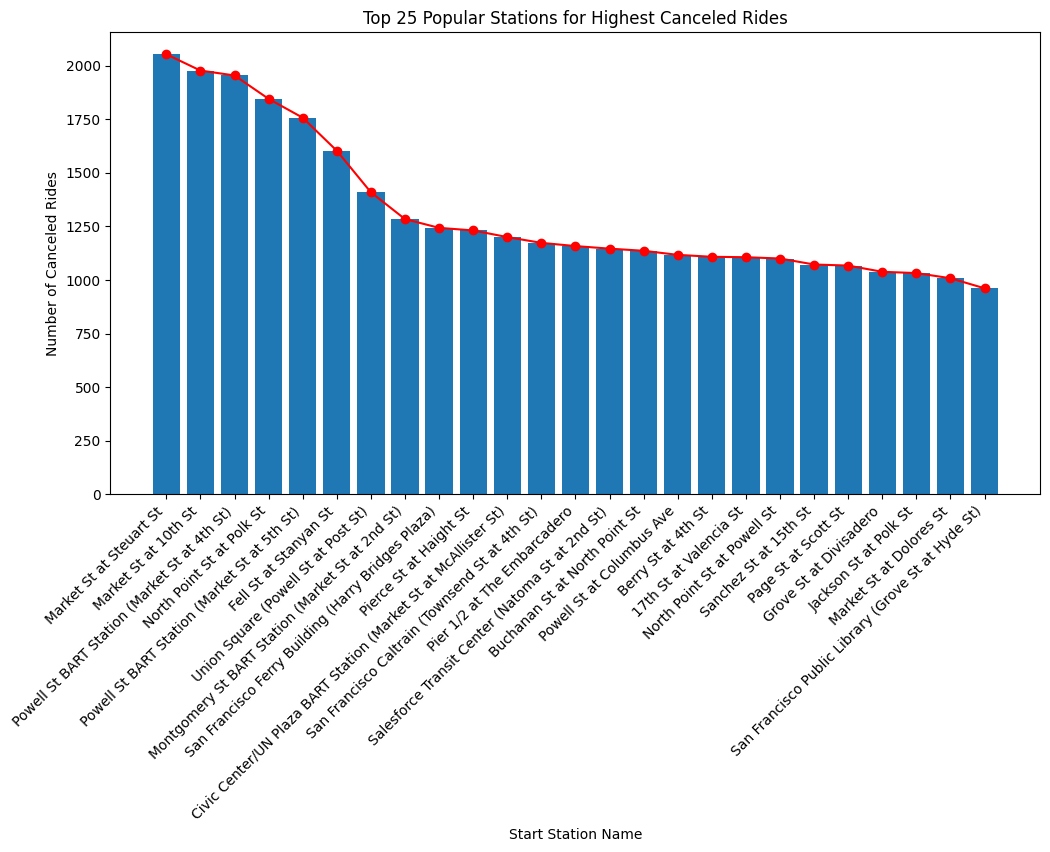 Top 25 Popular Stations for Highest Canceled Rides
Number of Canceled Rides
2000
1750
1500
1250
1000
750
500
250
0
Market St at Steuart St
Market St at 10th St
Powell St BART Station (Market St at 4th St)
North Point St at Polk St
Powell St BART Station (Market St at 5th St)
Fell St at Stanyan St
Union Square (Powell St at Post St)
Montgomery St BART Station (Market St at 2nd St)
San Francisco Ferry Building (Harry Bridges Plaza)
Pierce St at Haight St
Civic Center/UN Plaza BART Station (Market St at McAllister St)
San Francisco Caltrain (Townsend St at 4th St)
Pier 1/2 at The Embarcadero
Salesforce Transit Center (Natoma St at 2nd St)
Buchanan St at North Point St
Powell St at Columbus Ave
Berry St at 4th St
17th St at Valencia St
North Point St at Powell St
Sanchez St at 15th St
Page St at Scott St
Grove St at Divisadero
Jackson St at Polk St
Market St at Dolores St
San Francisco Public Library (Grove St at Hyde St)
Start Station Name